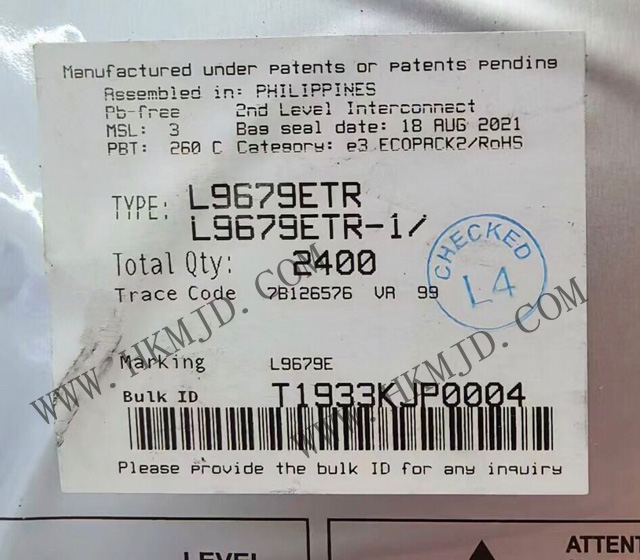 Manufactured under patents or patents pending
Assembled in: PHILIPPINES
Pb-free 2nd Level Interconnect
MSL: 3 Bag seal date: 18 AUG 2021
PBT: 260 C Category: e3 ECOPACK2/RoHS
TYPE: L9679ETR
L9679ETR-1/
Total Qty: 2400
CHECKED
L4
Trace Code 7B126576 VA 99
Marking L9679E
Bulk ID T1933KJP0004
Please provide the bulk ID for any inquiry
WWW.HKMJD.COM
WWW.HKMJD.COM
LEVEL
ATTENT